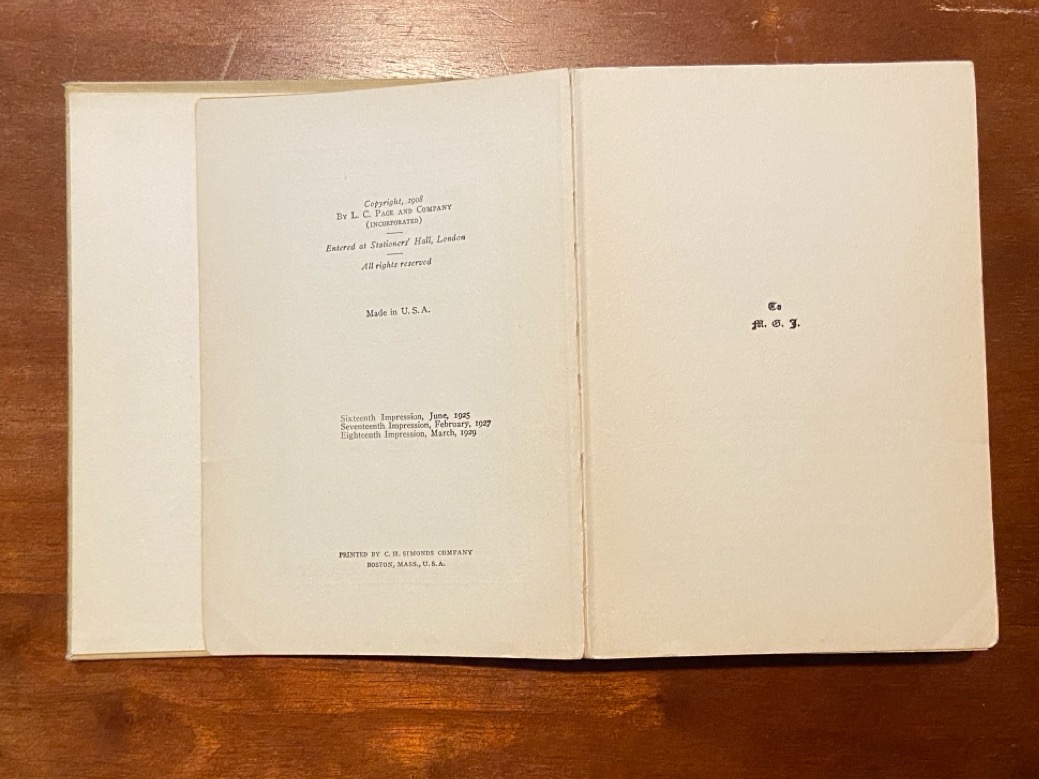 Copyright, 1908
BY L. C. PAGE AND COMPANY
(INCORPORATED)
Entered at Stationers' Hall, London
All rights reserved
Made in U. S. A.
Sixteenth Impression, June, 1925
Seventeenth Impression, February, 1927
Eighteenth Impression, March, 1929
PRINTED BY C. H. SIMONDS COMPANY
BOSTON, MASS., U. S. A.
To
M. G. J.